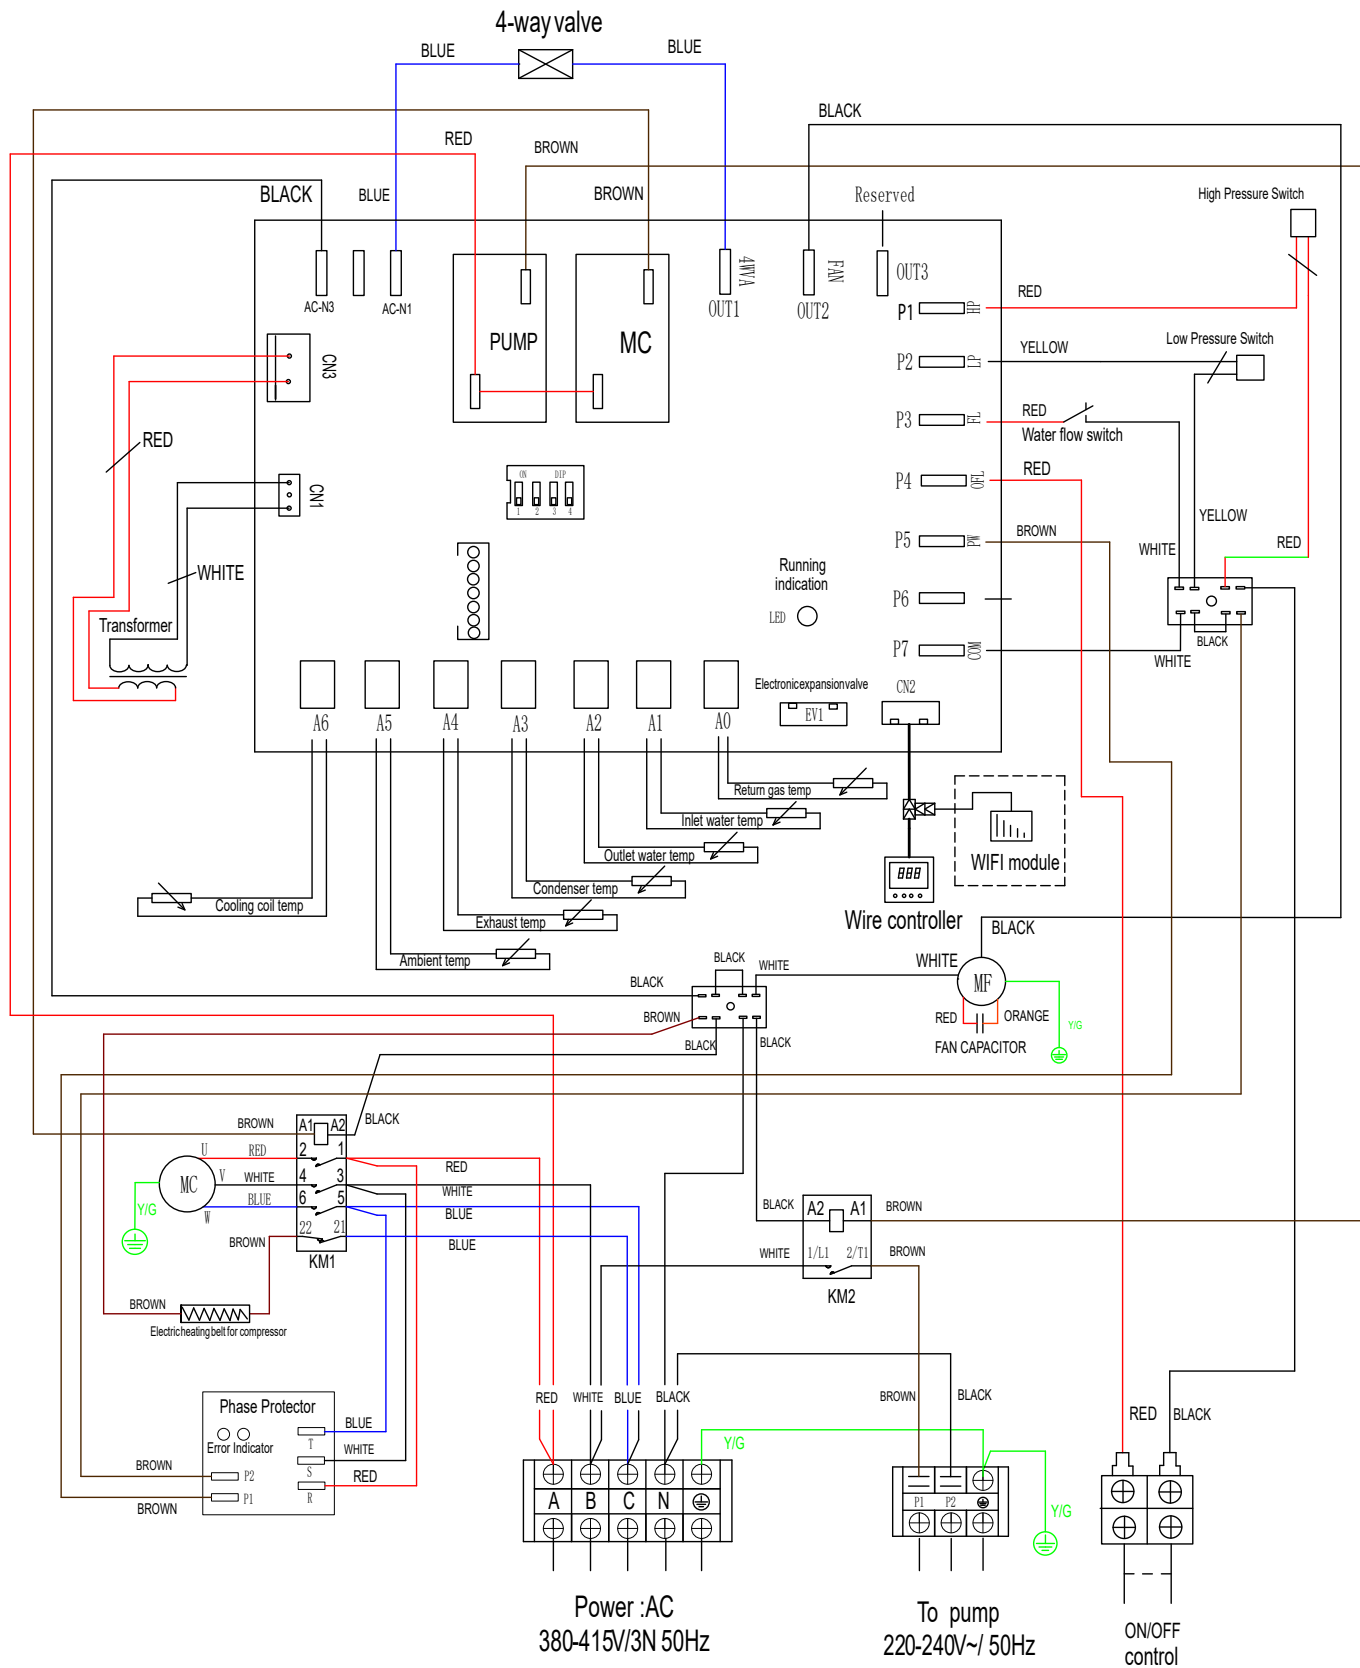 4-way valve
BLUE
BLUE
BLACK
RED
BROWN
BLACK
BLUE
BROWN
Reserved
High Pressure Switch
AC-N3
AC-N1
4WVA
OUT1
FAN
OUT2
OUT3
PUMP
MC
P1
HP
RED
Low Pressure Switch
P2
LP
YELLOW
CN3
P3
FL
RED
Water flow switch
RED
P4
OFL
RED
ON
DIP
1
2
3
4
CN1
YELLOW
P5
PW
BROWN
WHITE
RED
WHITE
Running
indication
LED
P6
Transformer
BLACK
P7
COM
WHITE
Electronic expansion valve
EV1
CN2
A6
A5
A4
A3
A2
A1
A0
Return gas temp
Inlet water temp
Outlet water temp
Condenser temp
Cooling coil temp
Exhaust temp
Ambient temp
WIFI module
888
Wire controller
BLACK
BLACK
WHITE
WHITE
MF
BLACK
BROWN
RED
ORANGE
Y/G
FAN CAPACITOR
BLACK
BLACK
BROWN
A1
A2
BLACK
U
RED
2
1
RED
MC
V
WHITE
4
3
WHITE
W
BLUE
6
5
BLUE
Y/G
BROWN
22
21
BLUE
KM1
BLACK
A2
A1
BROWN
WHITE
1/L1
2/T1
BROWN
KM2
BROWN
Electric heating belt for compressor
Phase Protector
Error Indicator
T
BLUE
S
WHITE
R
RED
BROWN
P2
P1
BROWN
RED
WHITE
BLUE
BLACK
BROWN
BLACK
Y/G
RED
BLACK
A
B
C
N
P1
P2
Y/G
Power :AC
380-415V/3N 50Hz
To pump
220-240V~/ 50Hz
ON/OFF
control